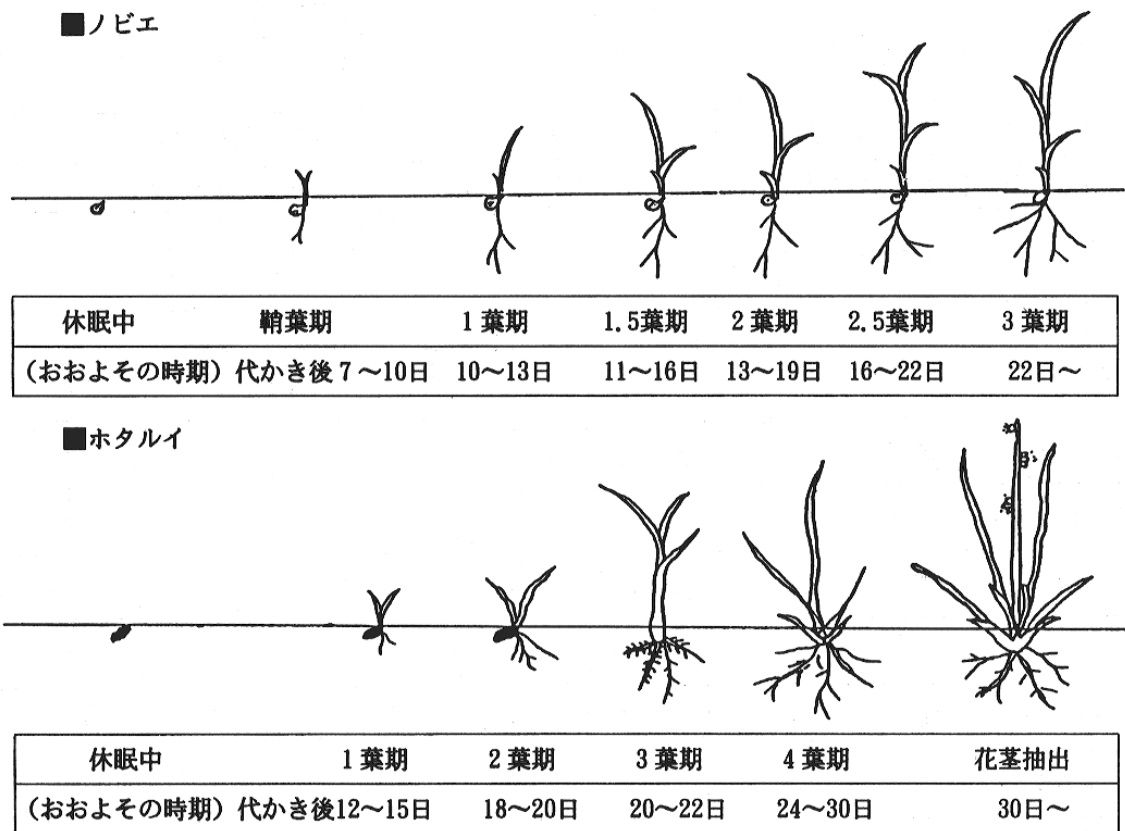 ■ノビエ
休眠中 鞘葉期 1葉期 1.5葉期 2葉期 2.5葉期 3葉期
(おおよその時期) 代かき後7～10日 10～13日 11～16日 13～19日 16～22日 22日～
■ホタルイ
休眠中 1葉期 2葉期 3葉期 4葉期 花茎抽出
(おおよその時期) 代かき後12～15日 18～20日 20～22日 24～30日 30日～